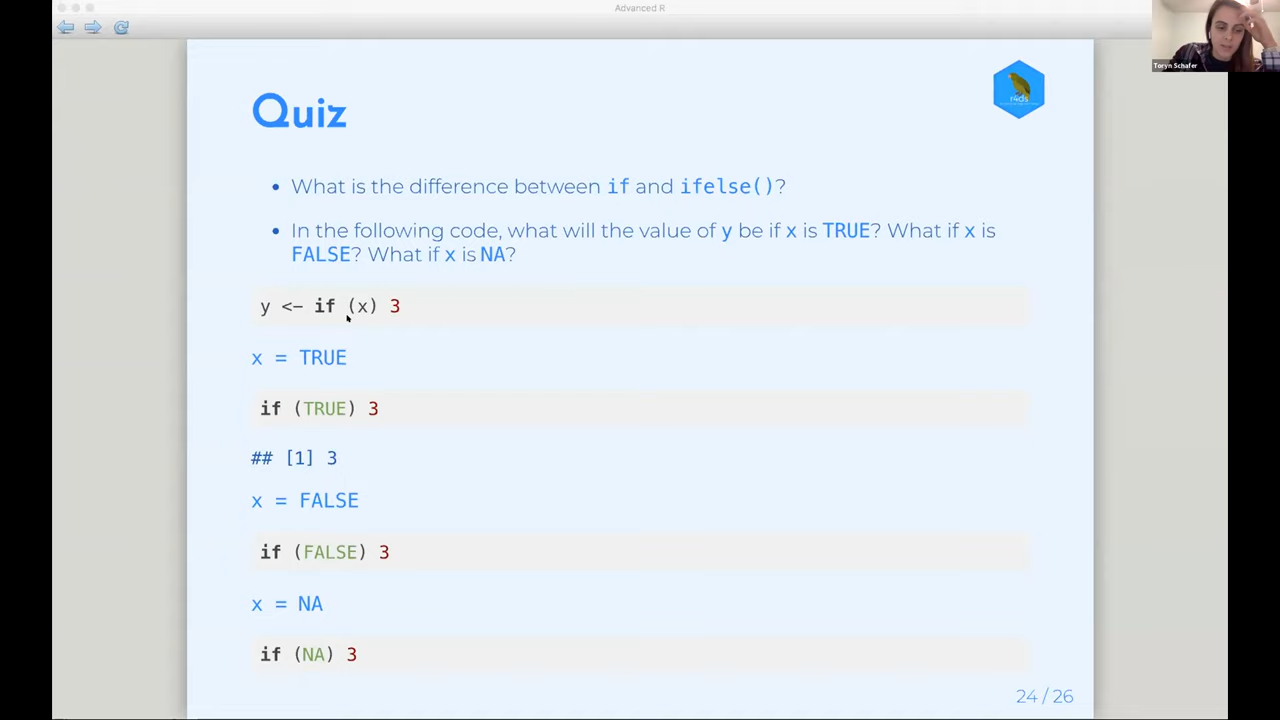 Advanced R
Toryn Schafer
Quiz
r4ds
• What is the difference between if and ifelse()?
• In the following code, what will the value of y be if x is TRUE? What if x is
FALSE? What if x is NA?
y <- if (x) 3
x = TRUE
if (TRUE) 3
## [1] 3
x = FALSE
if (FALSE) 3
x = NA
if (NA) 3
24 / 26